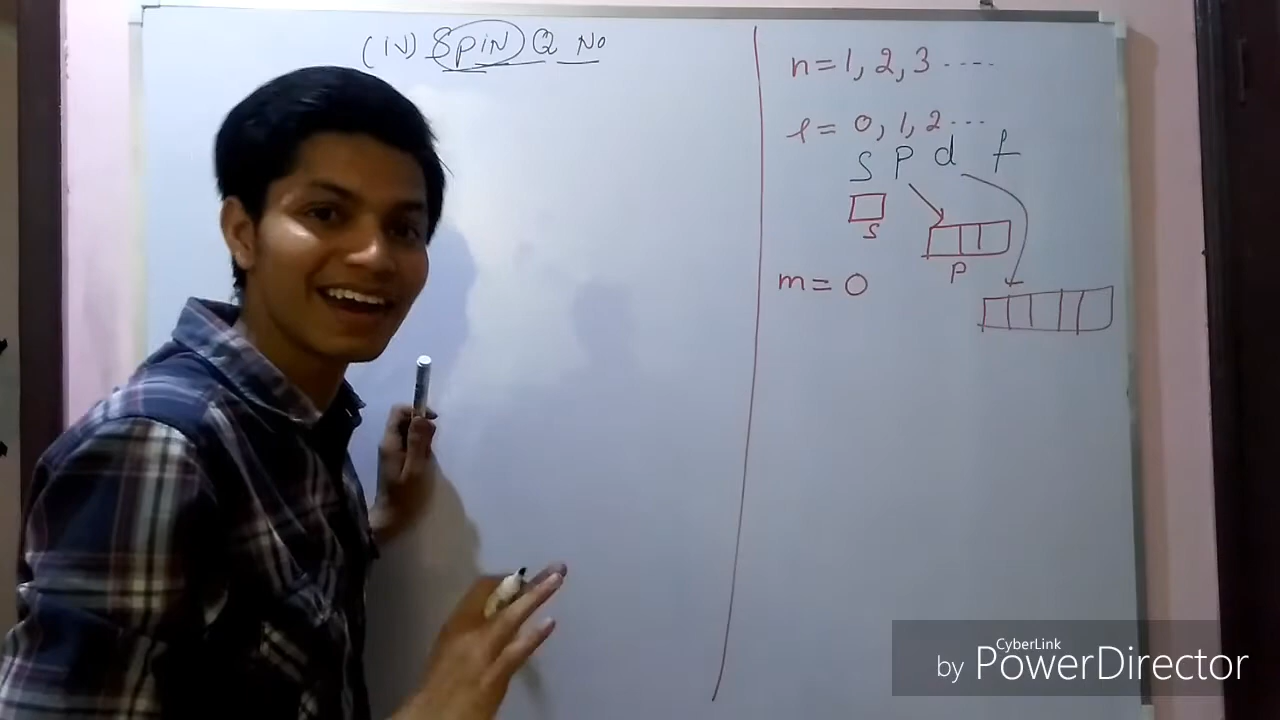 (iv) SPIN Q No
n = 1, 2, 3 ----
l = 0, 1, 2 ---
S P d f
s
P
m = 0
CyberLink
by PowerDirector